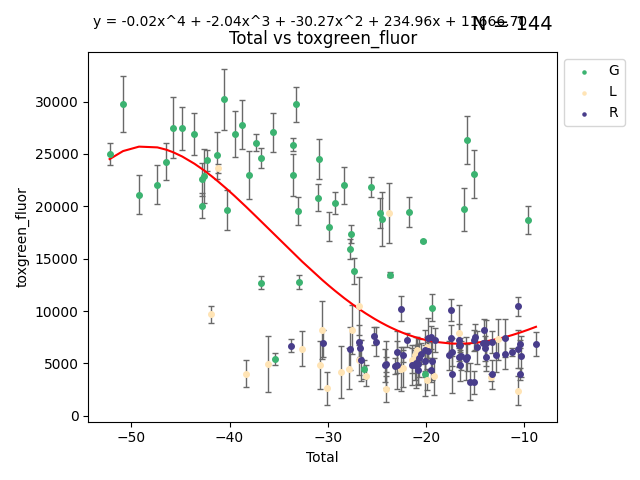 y = -0.02x^4 + -2.04x^3 + -30.27x^2 + 234.96x + 11666.70
N = 144
Total vs toxgreen_fluor
G
L
R
30000
25000
20000
15000
10000
5000
0
toxgreen_fluor
−50
−40
−30
−20
−10
Total